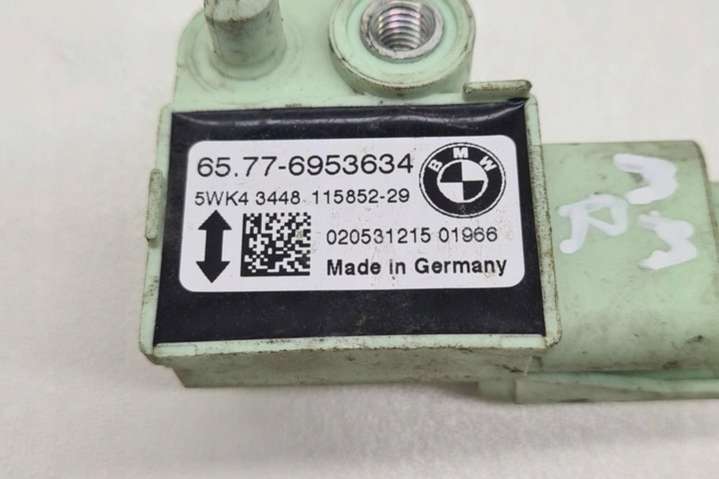 65.77-6953634
BMW
5WK4 3448 115852-29
020531215 01966
Made in Germany